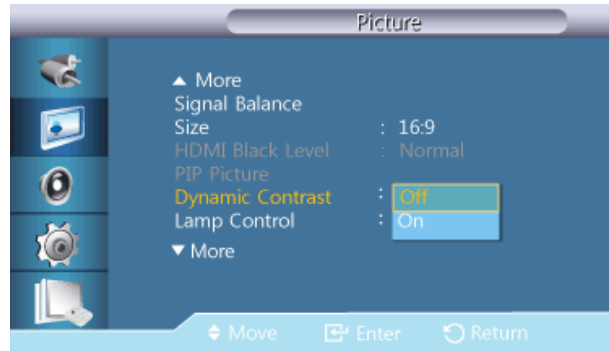 Picture
▲ More
Signal Balance
Size : 16:9
HDMI Black Level : Normal
PIP Picture
Dynamic Contrast : Off
Lamp Control : On
▼ More
Move Enter Return